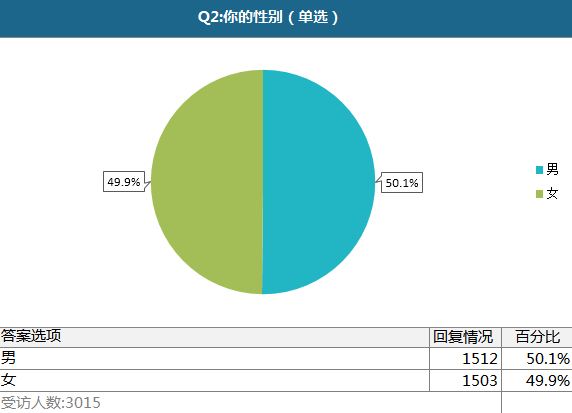 Q2:你的性别（单选）
49.9%
50.1%
男
女
答案选项 回复情况 百分比
男 1512 50.1%
女 1503 49.9%
受访人数:3015